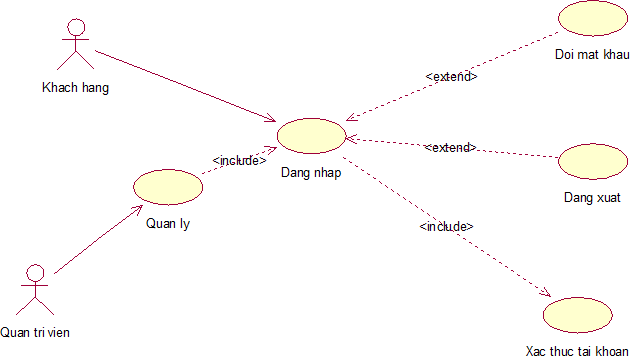 Doi mat khau
<extend>
Khach hang
<extend>
<include>
Dang nhap
Dang xuat
Quan ly
<include>
Quan tri vien
Xac thuc tai khoan